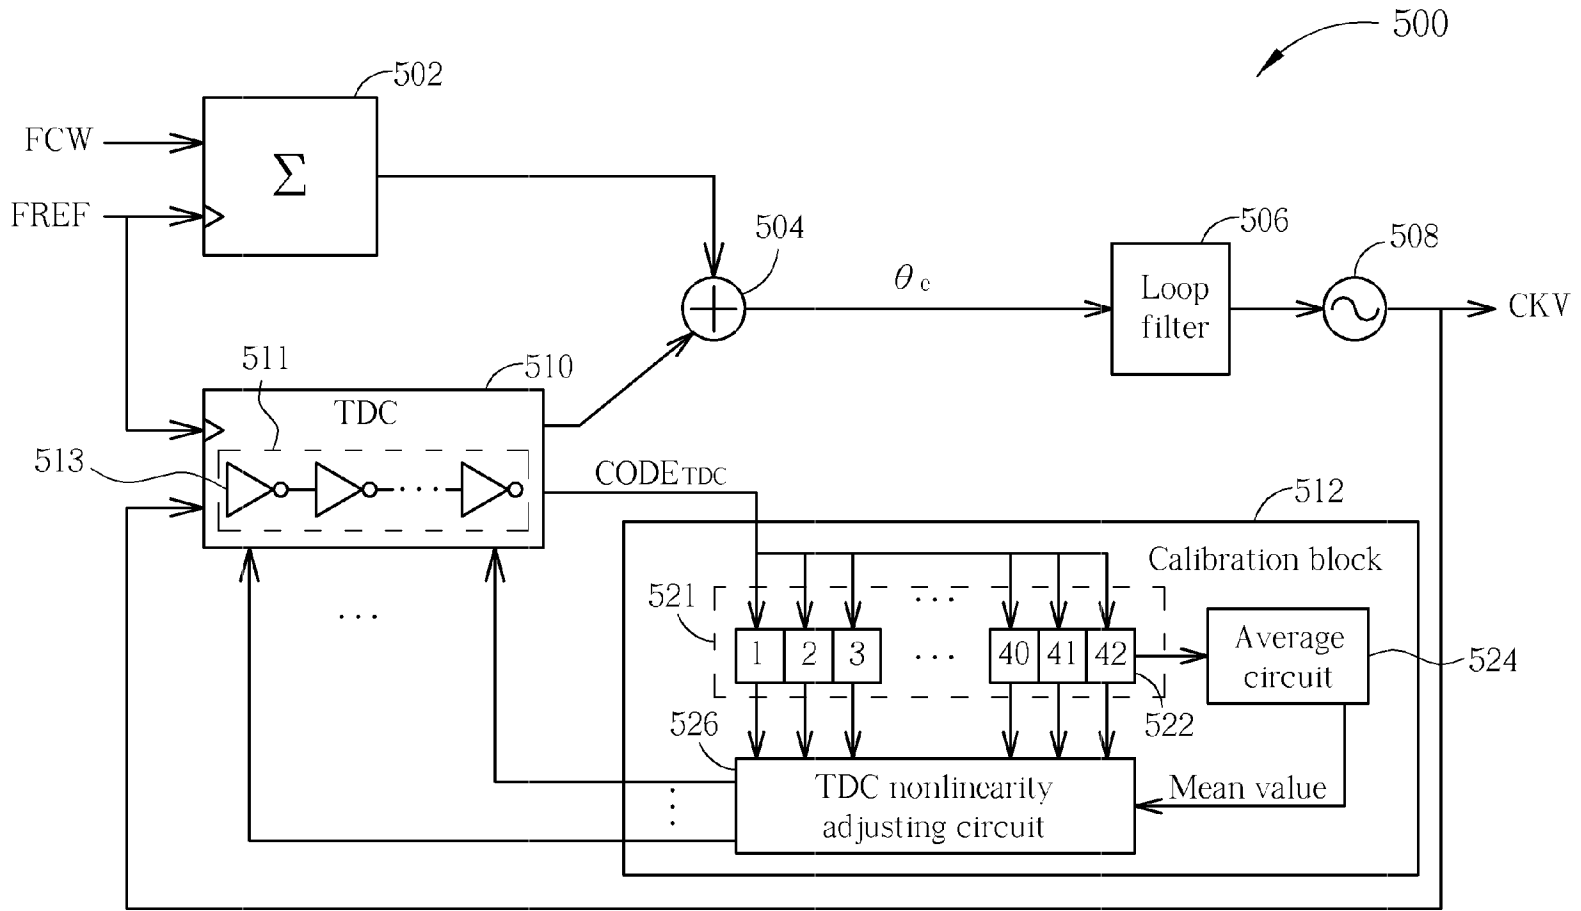 500
502
FCW
Σ
FREF
504
506
508
θe
Loop
filter
CKV
511
510
TDC
513
CODETDC
512
Calibration block
521
...
1 2 3 ... 40 41 42
Average
circuit
524
522
526
TDC nonlinearity
adjusting circuit
Mean value